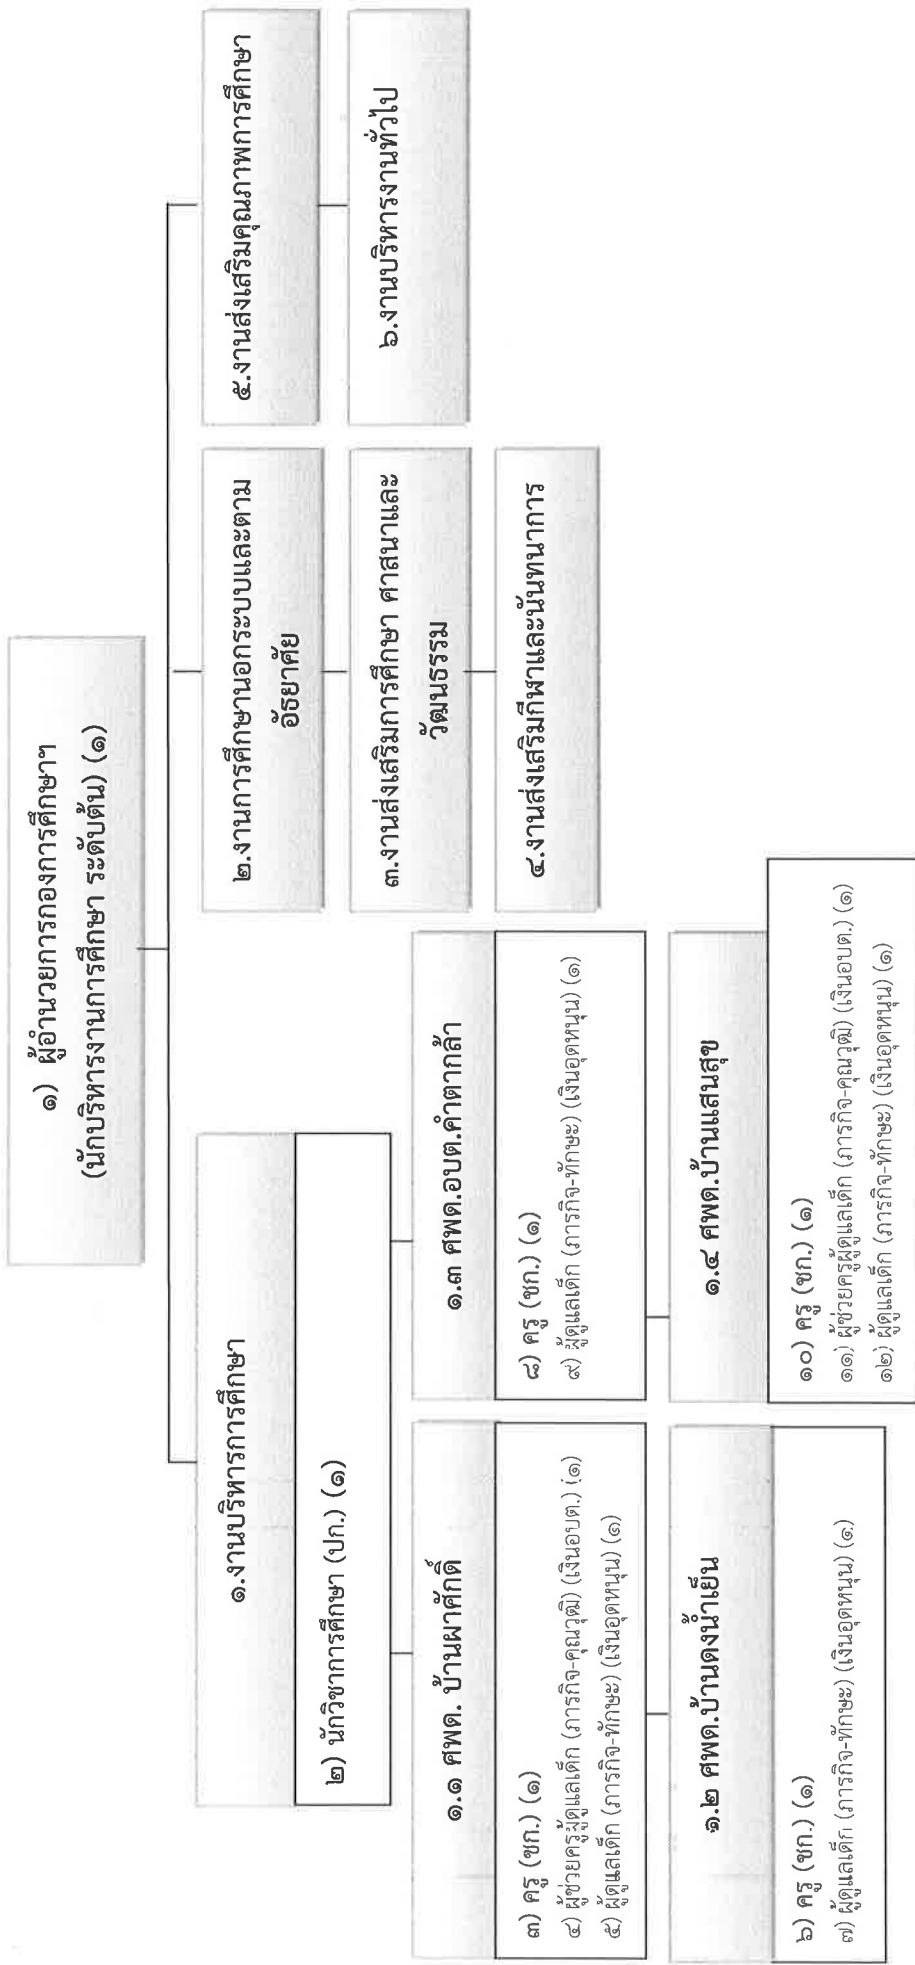 ๑) ผู้อำนวยการกองการศึกษาฯ
(นักบริหารงานการศึกษา ระดับต้น) (๑)
๑.งานบริหารการศึกษา
๒) นักวิชาการศึกษา (ปก.) (๑)
๑.๑ ศพด. บ้านผาศักดิ์
๓) ครู (ชก.) (๑)
๔) ผู้ช่วยครูผู้ดูแลเด็ก (ภารกิจ-คุณวุฒิ) (เงินอบต.) (๑)
๕) ผู้ดูแลเด็ก (ภารกิจ-ทักษะ) (เงินอุดหนุน) (๑)
๑.๒ ศพด.บ้านดงน้ำเย็น
๖) ครู (ชก.) (๑)
๗) ผู้ดูแลเด็ก (ภารกิจ-ทักษะ) (เงินอุดหนุน) (๑)
๑.๓ ศพด.อบต.คำตากล้า
๘) ครู (ชก.) (๑)
๙) ผู้ดูแลเด็ก (ภารกิจ-ทักษะ) (เงินอุดหนุน) (๑)
๑.๔ ศพด.บ้านแสนสุข
๑๐) ครู (ชก.) (๑)
๑๑) ผู้ช่วยครูผู้ดูแลเด็ก (ภารกิจ-คุณวุฒิ) (เงินอบต.) (๑)
๑๒) ผู้ดูแลเด็ก (ภารกิจ-ทักษะ) (เงินอุดหนุน) (๑)
๒.งานการศึกษานอกระบบและตาม
อัธยาศัย
๓.งานส่งเสริมการศึกษา ศาสนาและ
วัฒนธรรม
๔.งานส่งเสริมกีฬาและนันทนาการ
๕.งานส่งเสริมคุณภาพการศึกษา
๖.งานบริหารงานทั่วไป